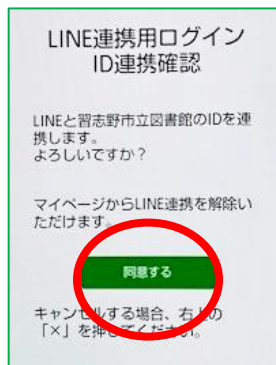 LINE連携用ログイン
ID連携確認
LINEと習志野市立図書館のIDを連
携します。
よろしいですか？
マイページからLINE連携を解除い
ただけます。
同意する
キャンセルする場合、右上の
「×」を押してください。